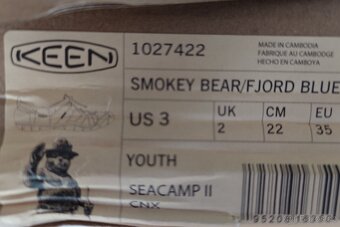 KEEN
1027422
MADE IN CAMBODIA
FABRIQUE AU CAMBODGE
HECHO EN CAMBOYA
SMOKEY BEAR/FJORD BLUE
US 3
UK CM EU
2 22 35
YOUTH
SEACAMP II
CNX